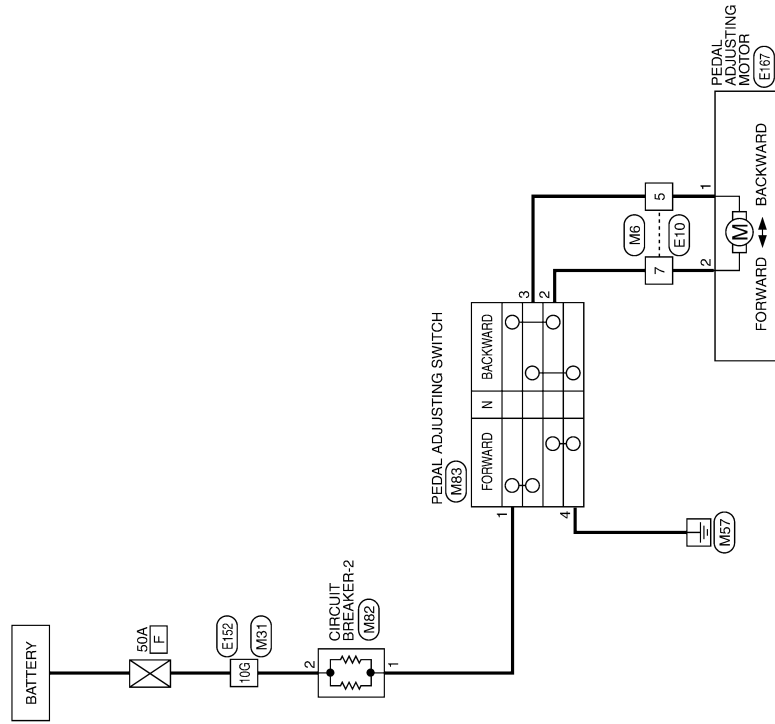 BATTERY
50A
F
E152
10G
M31
2
CIRCUIT
BREAKER-2
M82
1
PEDAL ADJUSTING SWITCH
M83
FORWARD
N
BACKWARD
1
4
3
2
M57
M6
7
5
E10
2
1
PEDAL
ADJUSTING
MOTOR
E167
M
FORWARD
BACKWARD